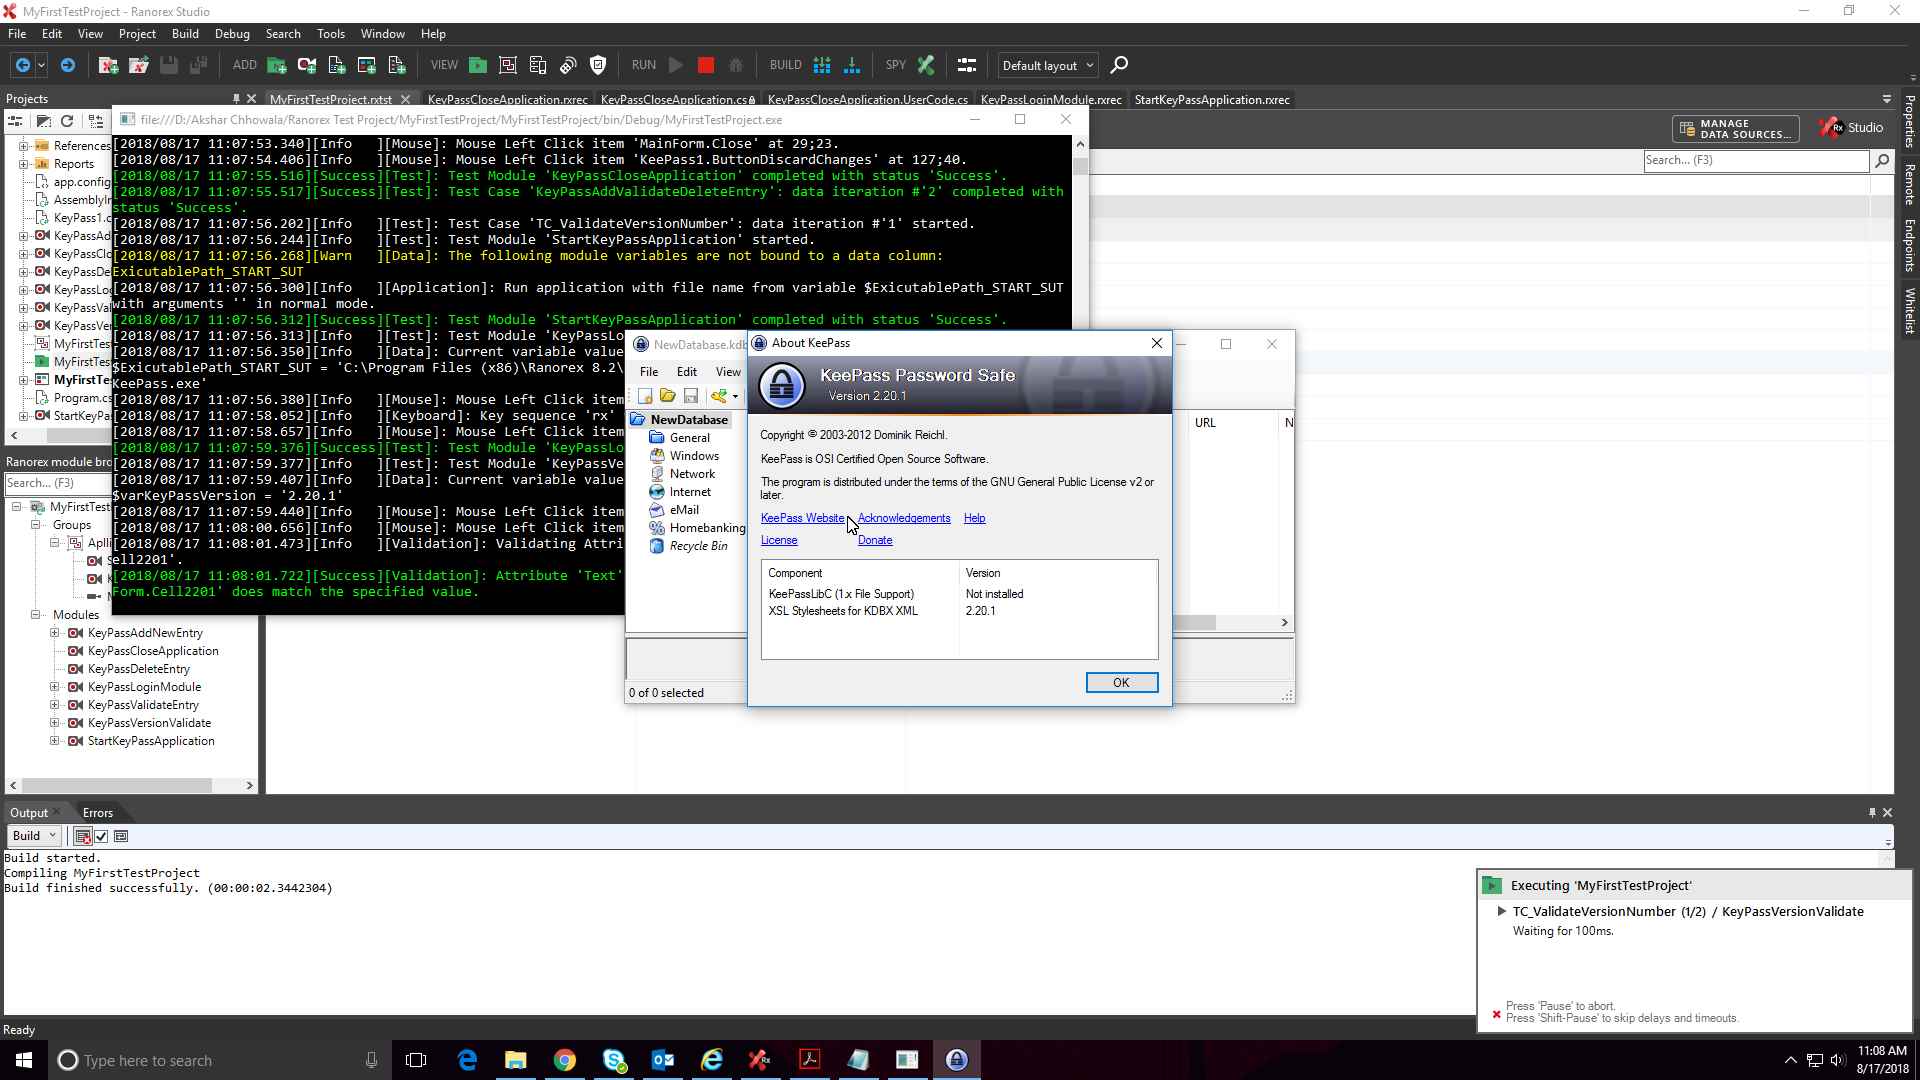 MyFirstTestProject - Ranorex Studio
File Edit View Project Build Debug Search Tools Window Help
ADD VIEW RUN BUILD SPY Default layout
Projects
MyFirstTestProject.rxtst KeyPassCloseApplication.rxrec KeyPassCloseApplication.cs KeyPassCloseApplication.UserCode.cs KeyPassLoginModule.rxrec StartKeyPassApplication.rxrec
file:///D:/Akshar Chhowala/Ranorex Test Project/MyFirstTestProject/MyFirstTestProject/bin/Debug/MyFirstTestProject.exe
MANAGE
DATA SOURCES...
Studio
Search... (F3)
Properties
Remote
Endpoints
Whitelist
References
Reports
app.config
AssemblyIn
KeyPass1.c
KeyPassAd
KeyPassClo
KeyPassDe
KeyPassLo
KeyPassVal
KeyPassVer
MyFirstTes
MyFirstTes
MyFirstTes
Program.cs
StartKeyPas
[2018/08/17 11:07:53.340][Info   ][Mouse]: Mouse Left Click item 'MainForm.Close' at 29;23.
[2018/08/17 11:07:54.406][Info   ][Mouse]: Mouse Left Click item 'KeePass1.ButtonDiscardChanges' at 127;40.
[2018/08/17 11:07:55.516][Success][Test]: Test Module 'KeyPassCloseApplication' completed with status 'Success'.
[2018/08/17 11:07:55.517][Success][Test]: Test Case 'KeyPassAddValidateDeleteEntry': data iteration #'2' completed with
status 'Success'.
[2018/08/17 11:07:56.202][Info   ][Test]: Test Case 'TC_ValidateVersionNumber': data iteration #'1' started.
[2018/08/17 11:07:56.244][Info   ][Test]: Test Module 'StartKeyPassApplication' started.
[2018/08/17 11:07:56.268][Warn   ][Data]: The following module variables are not bound to a data column:
ExicutablePath_START_SUT
[2018/08/17 11:07:56.300][Info   ][Application]: Run application with file name from variable $ExicutablePath_START_SUT
with arguments '' in normal mode.
[2018/08/17 11:07:56.312][Success][Test]: Test Module 'StartKeyPassApplication' completed with status 'Success'.
[2018/08/17 11:07:56.313][Info   ][Test]: Test Module 'KeyPassLo
[2018/08/17 11:07:56.350][Info   ][Data]: Current variable value
$ExicutablePath_START_SUT = 'C:\Program Files (x86)\Ranorex 8.2\
KeePass.exe'
[2018/08/17 11:07:56.380][Info   ][Mouse]: Mouse Left Click item
[2018/08/17 11:07:58.052][Info   ][Keyboard]: Key sequence 'rx'
[2018/08/17 11:07:58.657][Info   ][Mouse]: Mouse Left Click item
[2018/08/17 11:07:59.376][Success][Test]: Test Module 'KeyPassLo
[2018/08/17 11:07:59.377][Info   ][Test]: Test Module 'KeyPassVe
[2018/08/17 11:07:59.407][Info   ][Data]: Current variable value
$varKeyPassVersion = '2.20.1'
[2018/08/17 11:07:59.440][Info   ][Mouse]: Mouse Left Click item
[2018/08/17 11:08:00.656][Info   ][Mouse]: Mouse Left Click item
[2018/08/17 11:08:01.473][Info   ][Validation]: Validating Attri
ell2201'.
[2018/08/17 11:08:01.722][Success][Validation]: Attribute 'Text'
Form.Cell2201' does match the specified value.
NewDatabase.kdb
File Edit View
NewDatabase
General
Windows
Network
Internet
eMail
Homebanking
Recycle Bin
URL N
0 of 0 selected
About KeePass
KeePass Password Safe
Version 2.20.1
Copyright © 2003-2012 Dominik Reichl.
KeePass is OSI Certified Open Source Software.
The program is distributed under the terms of the GNU General Public License v2 or
later.
KeePass Website Acknowledgements Help
License Donate
Component Version
KeePassLibC (1.x File Support) Not installed
XSL Stylesheets for KDBX XML 2.20.1
OK
Ranorex module bro
Search... (F3)
MyFirstTest
Groups
Aplli
S
K
Modules
KeyPassAddNewEntry
KeyPassCloseApplication
KeyPassDeleteEntry
KeyPassLoginModule
KeyPassValidateEntry
KeyPassVersionValidate
StartKeyPassApplication
Output Errors
Build
Build started.
Compiling MyFirstTestProject
Build finished successfully. (00:00:02.3442304)
Executing 'MyFirstTestProject'
TC_ValidateVersionNumber (1/2) / KeyPassVersionValidate
Waiting for 100ms.
Press 'Pause' to abort.
Press 'Shift-Pause' to skip delays and timeouts.
Ready
Type here to search
11:08 AM
8/17/2018